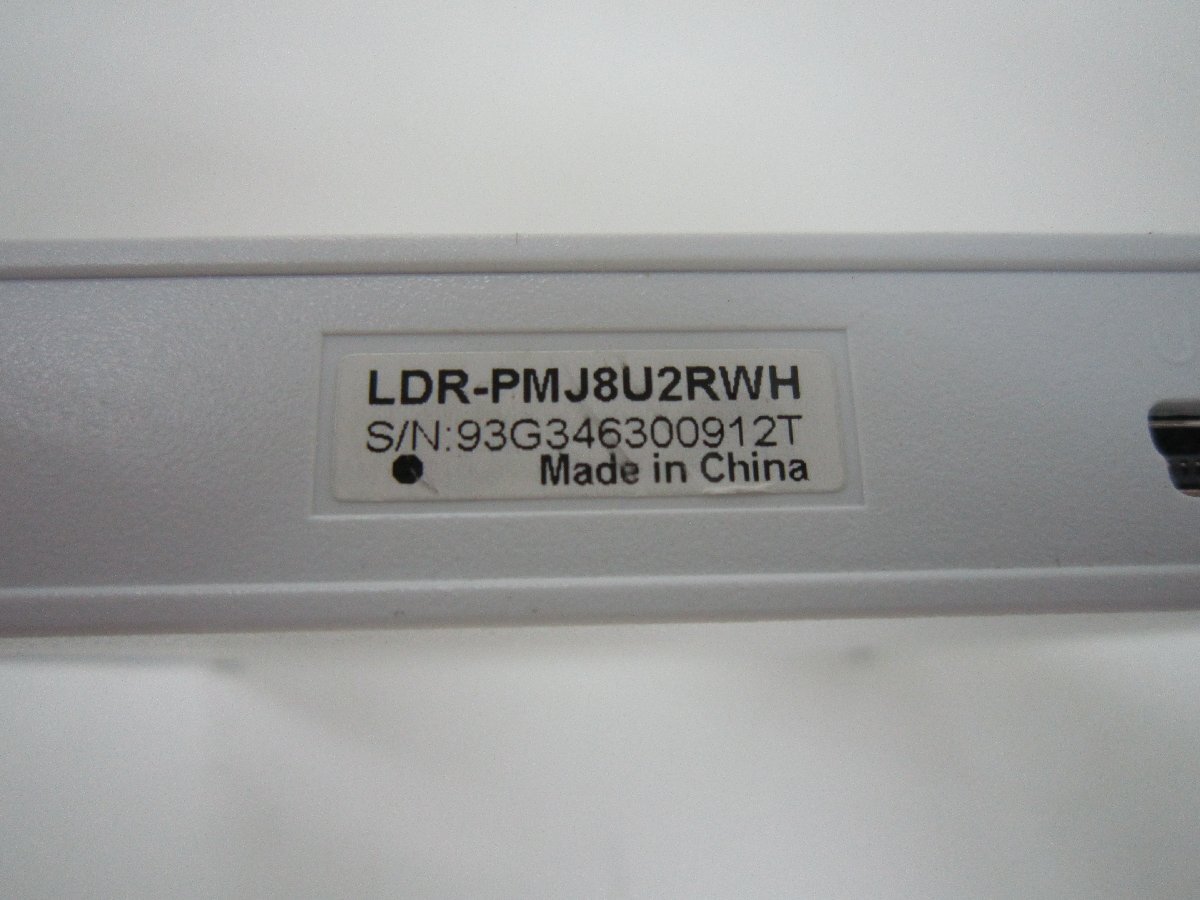 LDR-PMJ8U2RWH
S/N:93G346300912T
Made in China